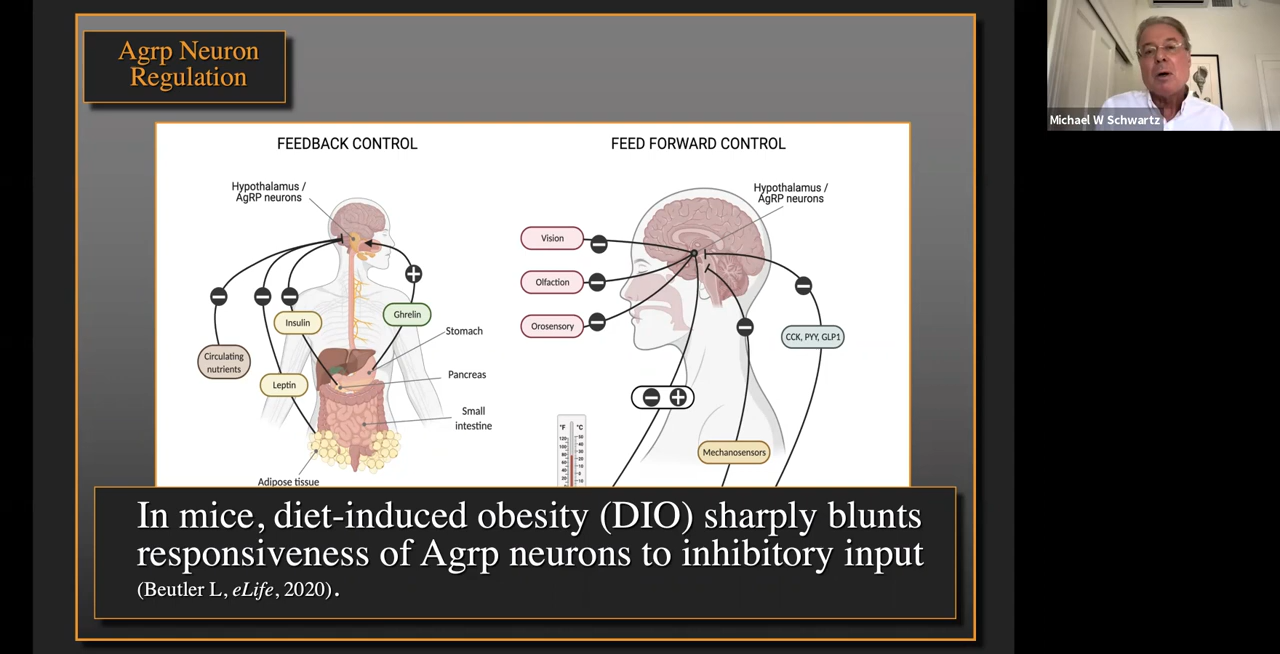 Agrp Neuron
Regulation
FEEDBACK CONTROL
Hypothalamus /
AgRP neurons
Insulin
Ghrelin
Circulating
nutrients
Leptin
Stomach
Pancreas
Small
intestine
Adipose tissue
FEED FORWARD CONTROL
Hypothalamus /
AgRP neurons
Vision
Olfaction
Orosensory
CCK, PYY, GLP1
Mechanosensors
°F
°C
In mice, diet-induced obesity (DIO) sharply blunts
responsiveness of Agrp neurons to inhibitory input
(Beutler L, eLife, 2020).
Michael W Schwartz